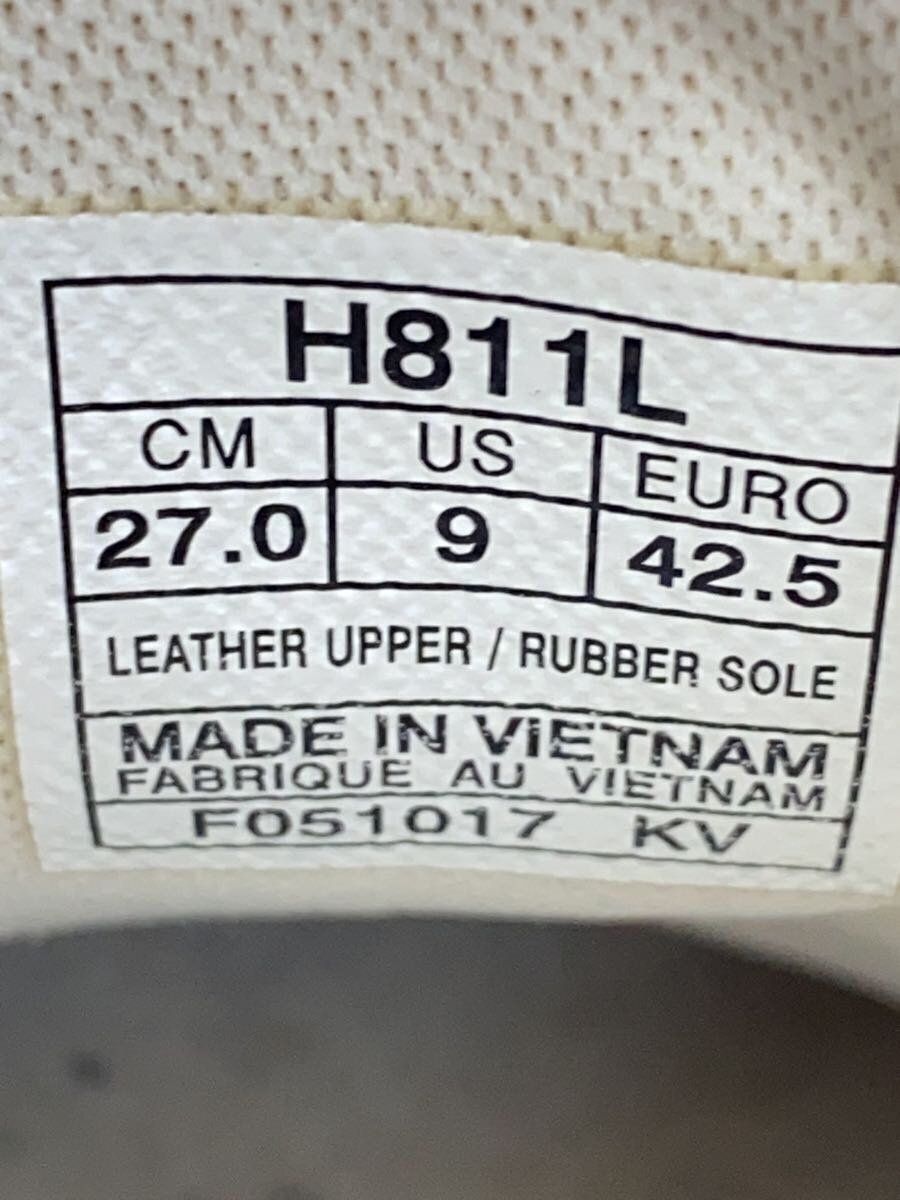 H811L
CM US EURO
27.0 9 42.5
LEATHER UPPER / RUBBER SOLE
MADE IN VIETNAM
FABRIQUE AU VIETNAM
F051017 KV